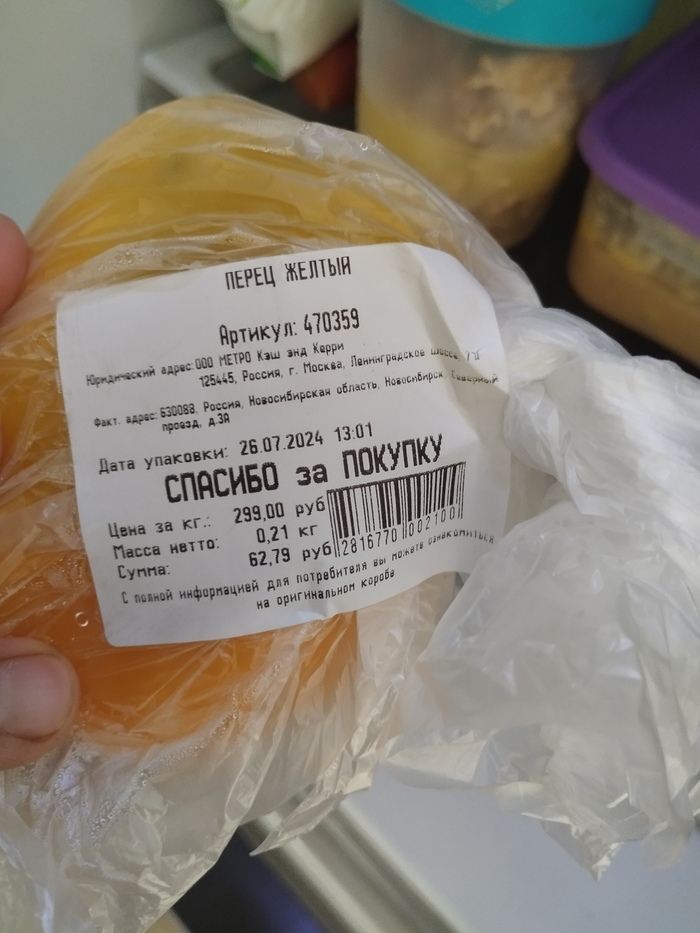 ПЕРЕЦ ЖЕЛТЫЙ
Артикул: 470359
Юридический адрес:ООО МЕТРО Кэш энд Керри
125445, Россия, г. Москва, Ленинградское шоссе, 71Г
Факт. адрес: 630088, Россия, Новосибирская область, Новосибирск, Северный
проезд, д.3А
Дата упаковки: 26.07.2024 13:01
СПАСИБО за ПОКУПКУ
Цена за кг.: 299,00 руб
Масса нетто: 0,21 кг
Сумма: 62,79 руб
2816770 002100
С полной информацией для потребителя вы можете ознакомиться
на оригинальном коробе